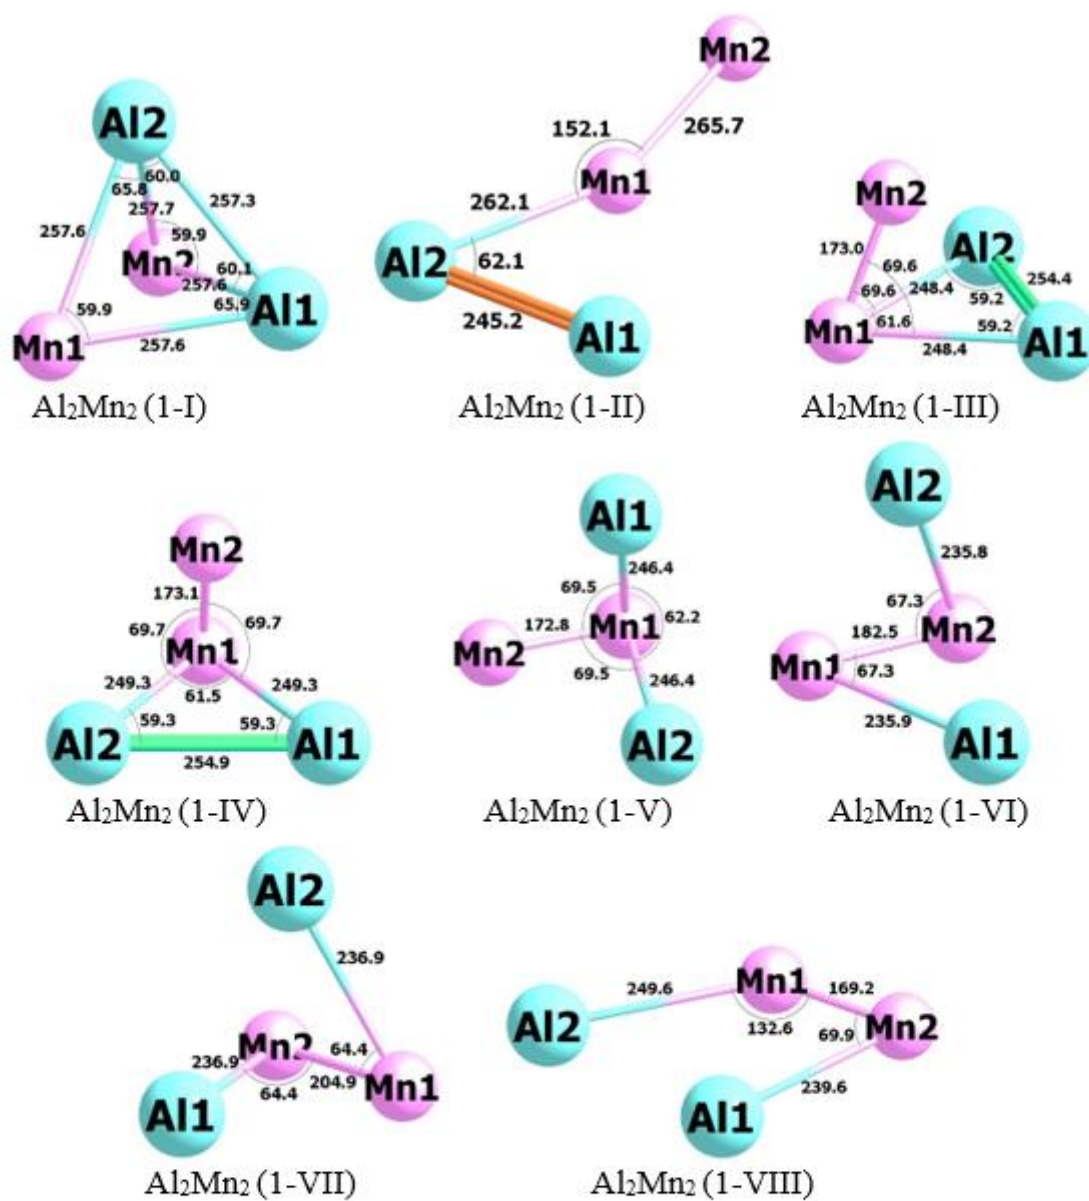 Al2
60.0
65.8
257.7
257.3
257.6
59.9
Mn2
60.1
257.6
65.9
Al1
59.9
Mn1
257.6
Al₂Mn₂ (1-I)
Mn2
152.1
265.7
Mn1
262.1
Al2
62.1
245.2
Al1
Al₂Mn₂ (1-II)
Mn2
Al2
173.0
69.6
248.4
254.4
69.6
59.2
Mn1
61.6
59.2
Al1
248.4
Al₂Mn₂ (1-III)
Mn2
173.1
69.7
69.7
Mn1
249.3
61.5
249.3
59.3
59.3
Al2
Al1
254.9
Al₂Mn₂ (1-IV)
Al1
246.4
69.5
62.2
172.8
Mn1
Mn2
69.5
246.4
Al2
Al₂Mn₂ (1-V)
Al2
235.8
67.3
182.5
Mn2
Mn1
67.3
235.9
Al1
Al₂Mn₂ (1-VI)
Al2
236.9
Mn2
236.9
64.4
204.9
Mn1
64.4
Al1
Al₂Mn₂ (1-VII)
Mn1
249.6
169.2
Al2
132.6
69.9
Mn2
239.6
Al1
Al₂Mn₂ (1-VIII)